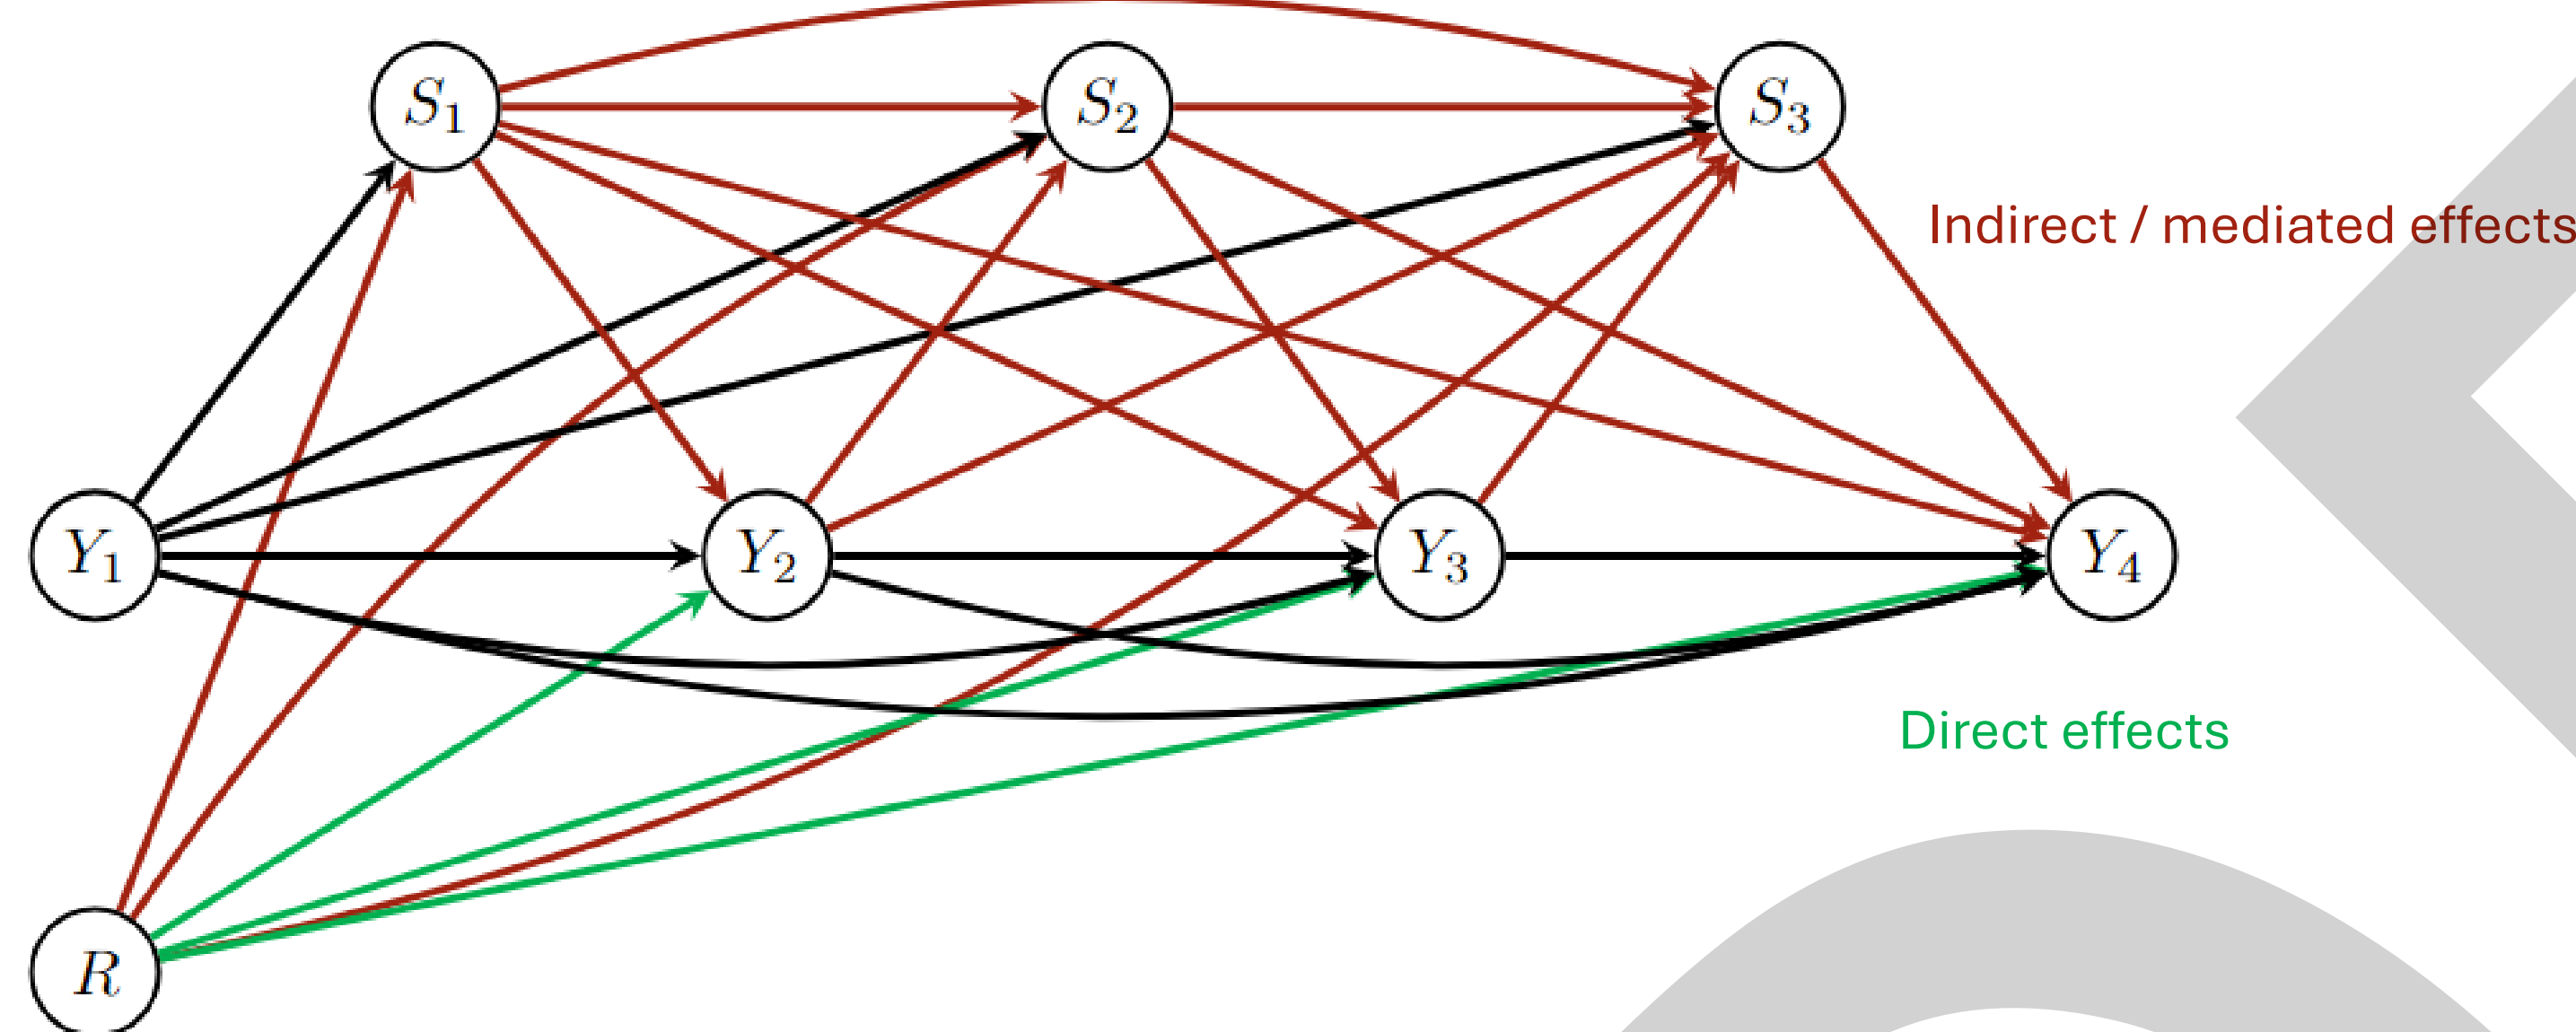 S₁ S₂ S₃
Indirect / mediated effects
Y₁ Y₂ Y₃ Y₄
Direct effects
R